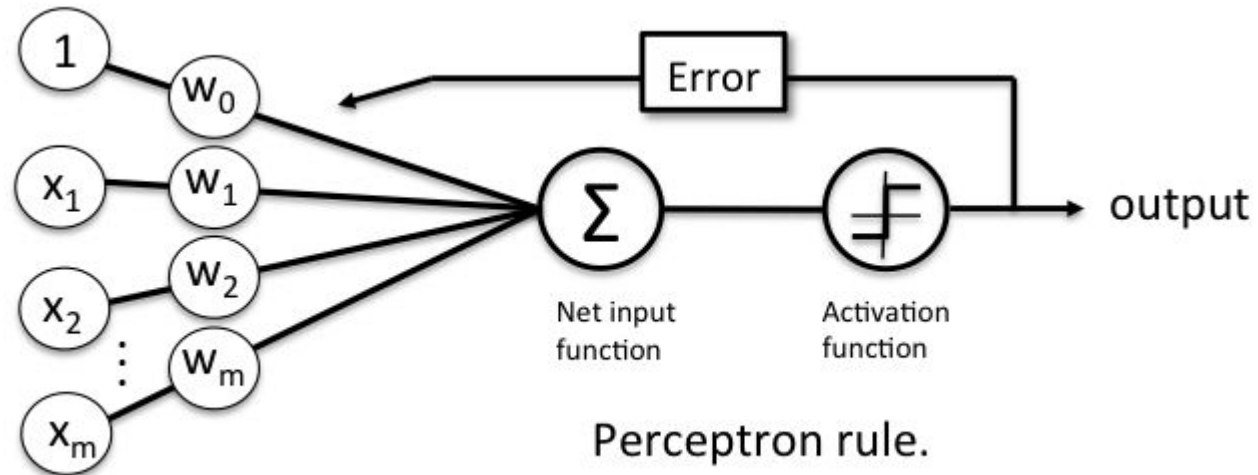 1
w₀
Error
x₁
w₁
Σ
output
x₂
w₂
Net input
function
Activation
function
⋮
wₘ
xₘ
Perceptron rule.